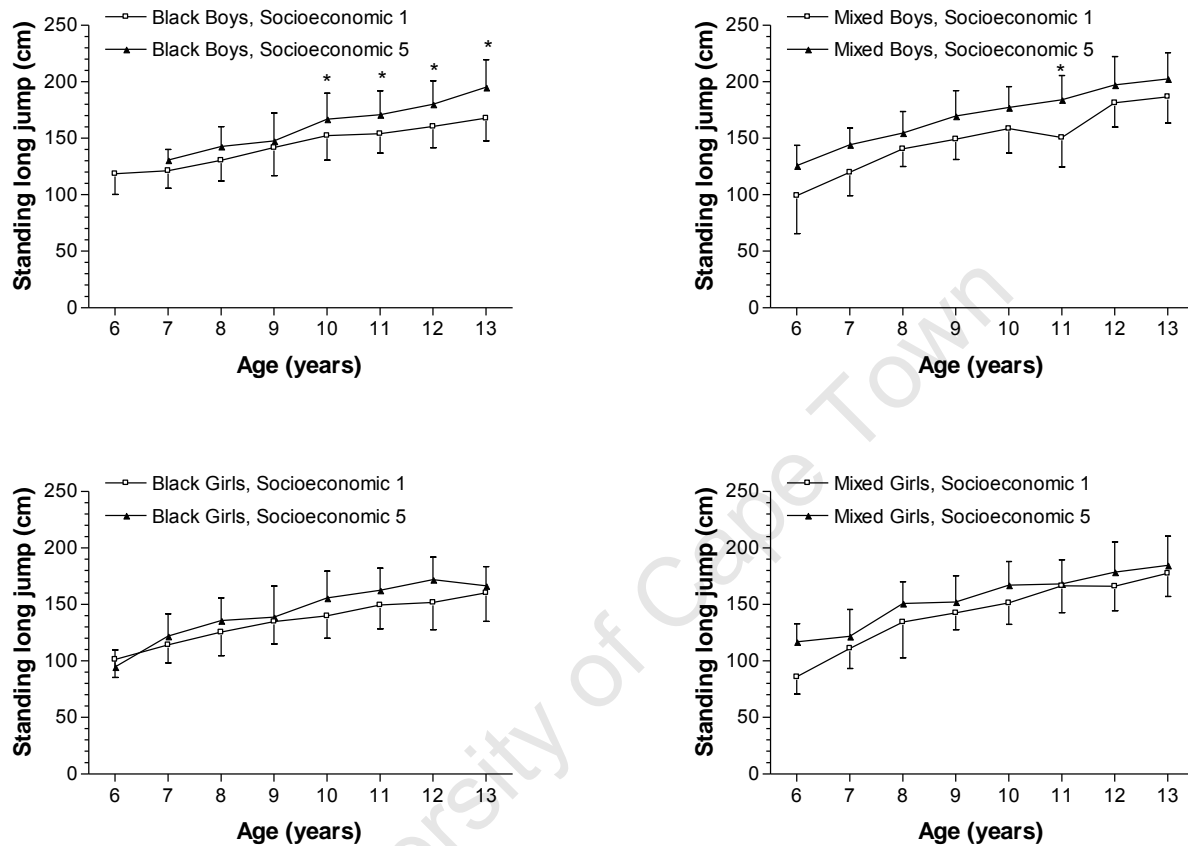 Black Boys, Socioeconomic 1
Black Boys, Socioeconomic 5
Standing long jump (cm)
250
200
150
100
50
0
* * * *
6 7 8 9 10 11 12 13
Age (years)
Mixed Boys, Socioeconomic 1
Mixed Boys, Socioeconomic 5
Standing long jump (cm)
250
200
150
100
50
0
*
6 7 8 9 10 11 12 13
Age (years)
Black Girls, Socioeconomic 1
Black Girls, Socioeconomic 5
Standing long jump (cm)
250
200
150
100
50
0
6 7 8 9 10 11 12 13
Age (years)
Mixed Girls, Socioeconomic 1
Mixed Girls, Socioeconomic 5
Standing long jump (cm)
250
200
150
100
50
0
6 7 8 9 10 11 12 13
Age (years)
ersity of Cape Town